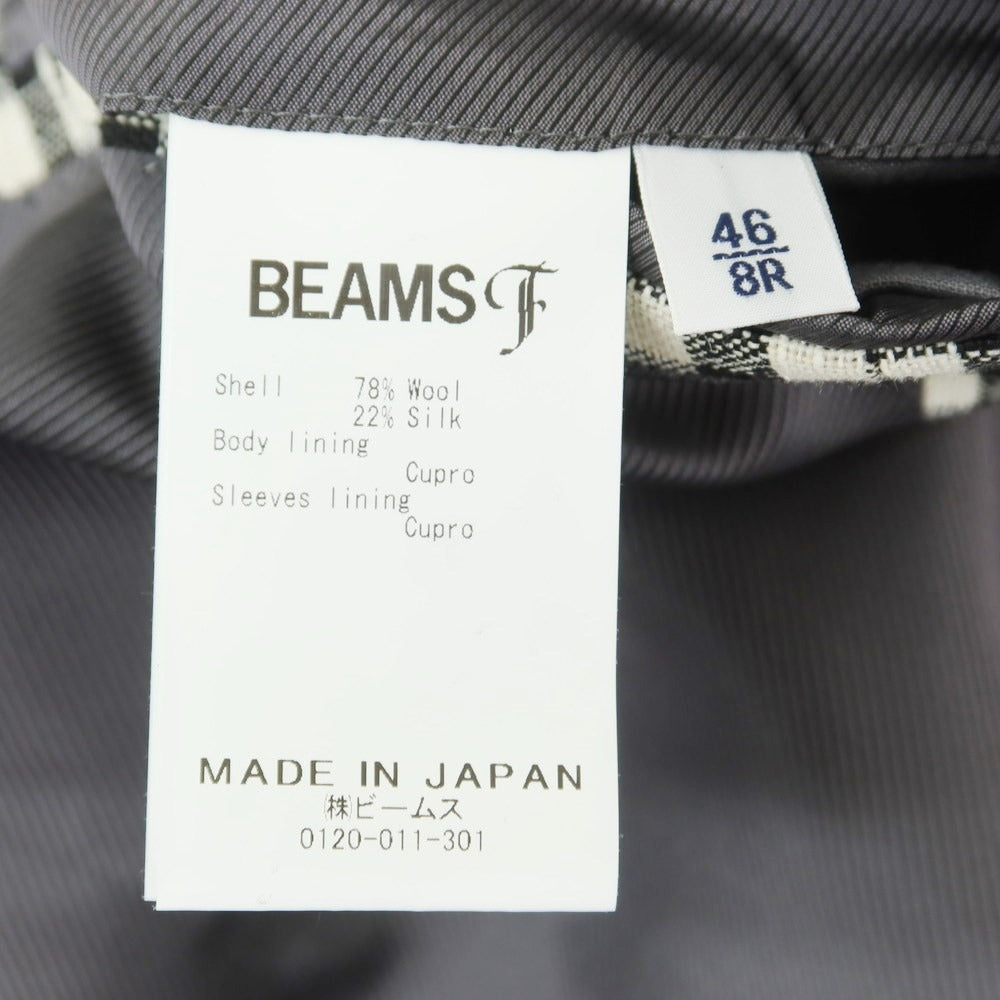 BEAMS F
Shell 78% Wool
22% Silk
Body lining
Cupro
Sleeves lining
Cupro
MADE IN JAPAN
㈱ビームス
0120-011-301
46
8R